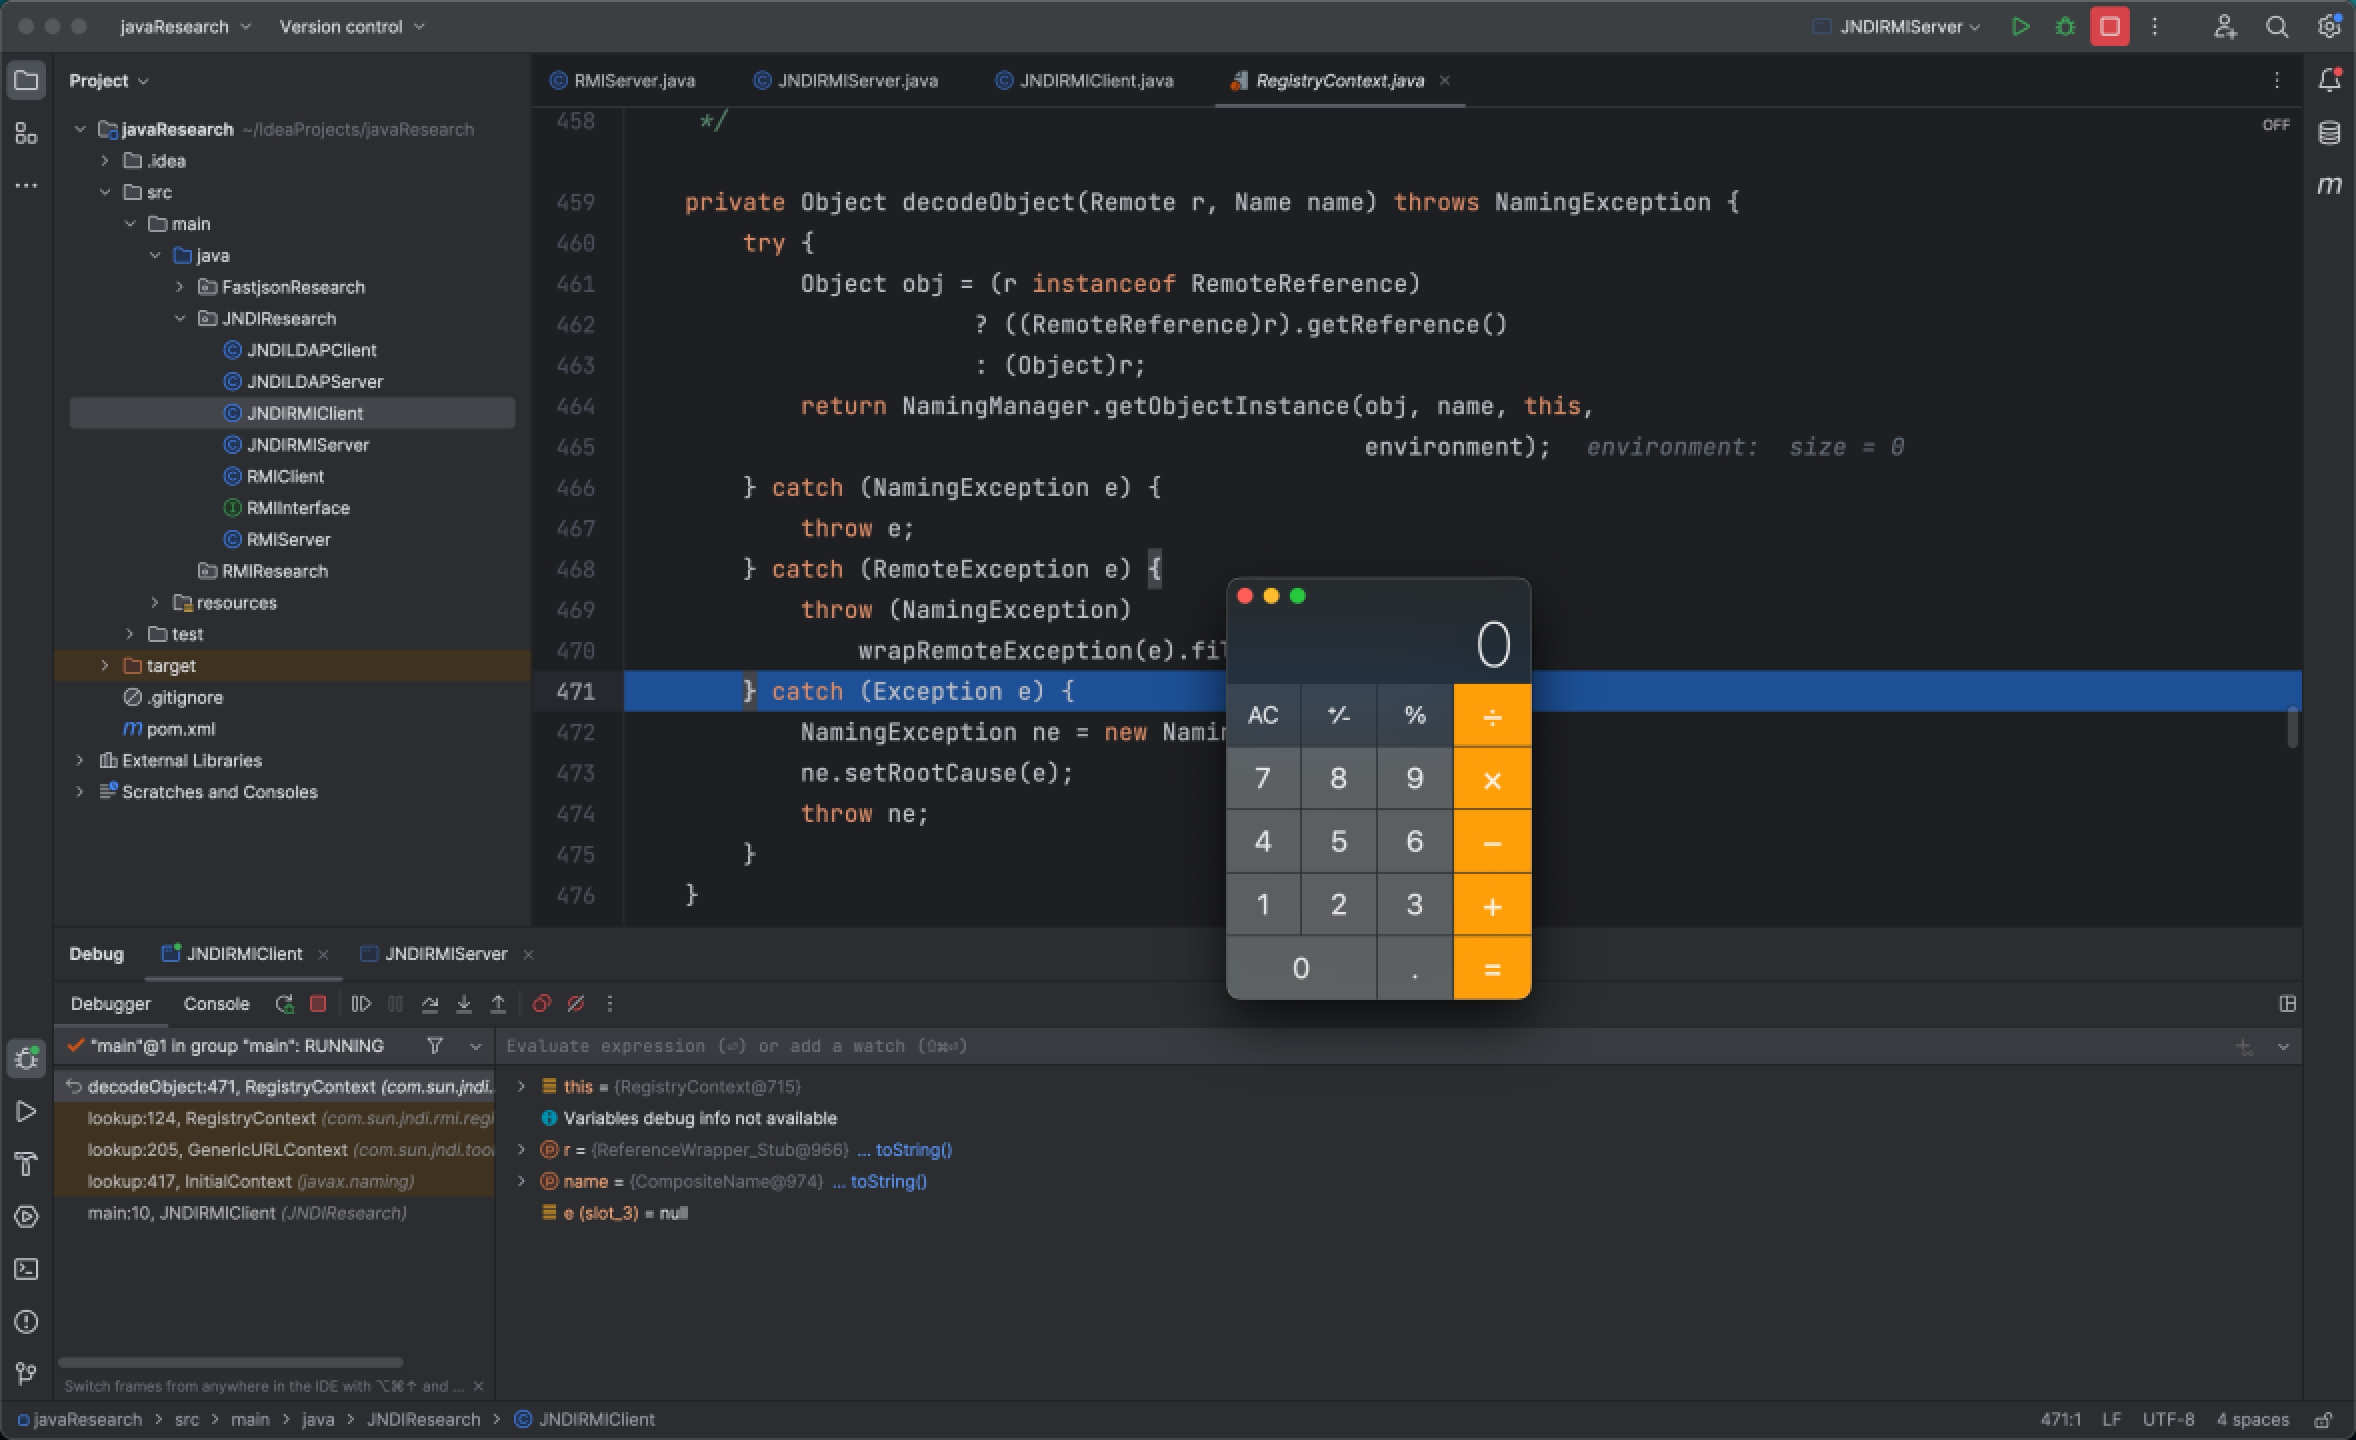 javaResearch Version control JNDIRMIServer
Project
RMIServer.java JNDIRMIServer.java JNDIRMIClient.java RegistryContext.java
javaResearch ~/IdeaProjects/javaResearch
.idea
src
main
java
FastjsonResearch
JNDIResearch
JNDILDAPClient
JNDILDAPServer
JNDIRMIClient
JNDIRMIServer
RMIClient
RMIInterface
RMIServer
RMIResearch
resources
test
target
.gitignore
pom.xml
External Libraries
Scratches and Consoles
OFF
458 */
459 private Object decodeObject(Remote r, Name name) throws NamingException {
460 try {
461 Object obj = (r instanceof RemoteReference)
462 ? ((RemoteReference)r).getReference()
463 : (Object)r;
464 return NamingManager.getObjectInstance(obj, name, this,
465 environment); environment: size = 0
466 } catch (NamingException e) {
467 throw e;
468 } catch (RemoteException e) {
469 throw (NamingException)
470 wrapRemoteException(e).fil
471 } catch (Exception e) {
472 NamingException ne = new Namin
473 ne.setRootCause(e);
474 throw ne;
475 }
476 }
0
AC +/- % ÷
7 8 9 ×
4 5 6 −
1 2 3 +
0 . =
Debug JNDIRMIClient JNDIRMIServer
Debugger Console
"main"@1 in group "main": RUNNING
Evaluate expression (⏎) or add a watch (⇧⌘⏎)
decodeObject:471, RegistryContext (com.sun.jndi.
lookup:124, RegistryContext (com.sun.jndi.rmi.regi
lookup:205, GenericURLContext (com.sun.jndi.tool
lookup:417, InitialContext (javax.naming)
main:10, JNDIRMIClient (JNDIResearch)
this = {RegistryContext@715}
Variables debug info not available
r = {ReferenceWrapper_Stub@966} ... toString()
name = {CompositeName@974} ... toString()
e (slot_3) = null
Switch frames from anywhere in the IDE with ⌥⌘↑ and ...
javaResearch > src > main > java > JNDIResearch > JNDIRMIClient
471:1 LF UTF-8 4 spaces